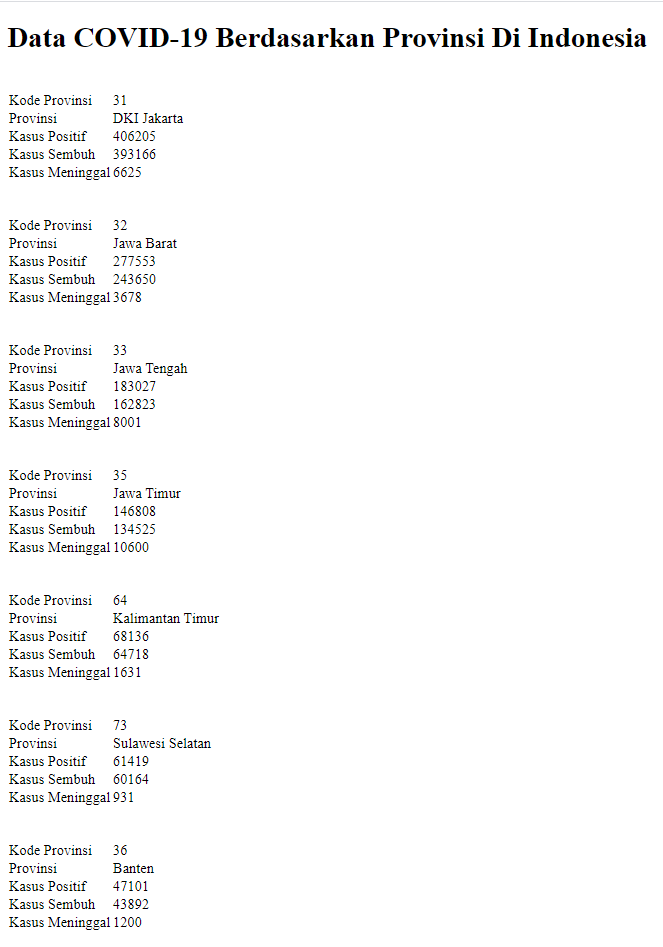 Data COVID-19 Berdasarkan Provinsi Di Indonesia
Kode Provinsi 31
Provinsi DKI Jakarta
Kasus Positif 406205
Kasus Sembuh 393166
Kasus Meninggal 6625
Kode Provinsi 32
Provinsi Jawa Barat
Kasus Positif 277553
Kasus Sembuh 243650
Kasus Meninggal 3678
Kode Provinsi 33
Provinsi Jawa Tengah
Kasus Positif 183027
Kasus Sembuh 162823
Kasus Meninggal 8001
Kode Provinsi 35
Provinsi Jawa Timur
Kasus Positif 146808
Kasus Sembuh 134525
Kasus Meninggal 10600
Kode Provinsi 64
Provinsi Kalimantan Timur
Kasus Positif 68136
Kasus Sembuh 64718
Kasus Meninggal 1631
Kode Provinsi 73
Provinsi Sulawesi Selatan
Kasus Positif 61419
Kasus Sembuh 60164
Kasus Meninggal 931
Kode Provinsi 36
Provinsi Banten
Kasus Positif 47101
Kasus Sembuh 43892
Kasus Meninggal 1200